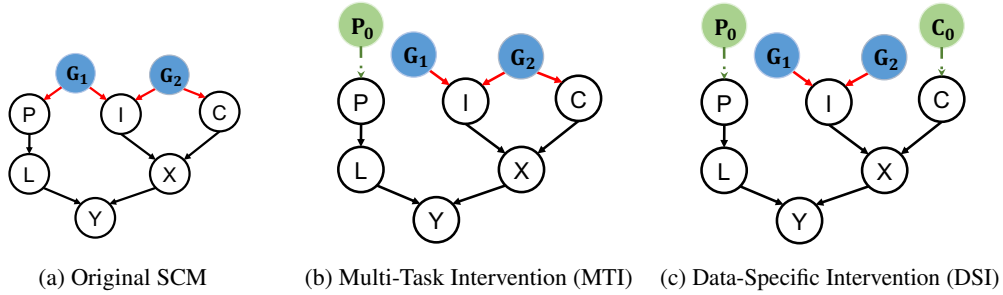 P₀ P₀ C₀
G₁ G₂ G₁ G₂ G₁ G₂
P I C P I C P I C
L X L X L X
Y Y Y
(a) Original SCM (b) Multi-Task Intervention (MTI) (c) Data-Specific Intervention (DSI)